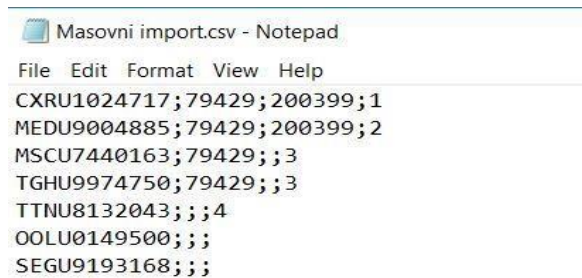 Masovni import.csv - Notepad
File Edit Format View Help
CXRU1024717;79429;200399;1
MEDU9004885;79429;200399;2
MSCU7440163;79429;;3
TGHU9974750;79429;;3
TTNU8132043;;;4
OOLU0149500;;;
SEGU9193168;;;